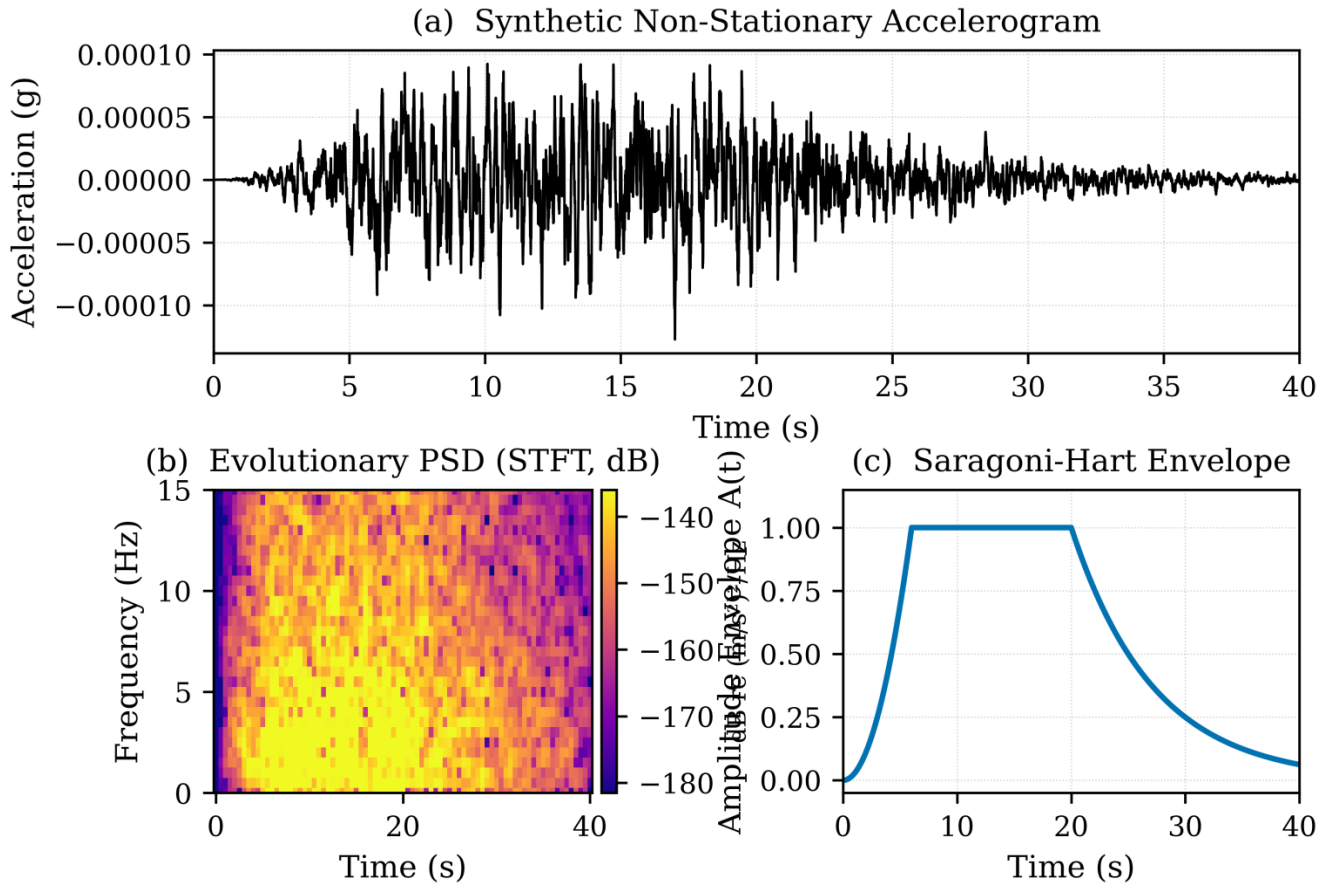 (a) Synthetic Non-Stationary Accelerogram
Acceleration (g)
0.00010
0.00005
0.00000
−0.00005
−0.00010
0 5 10 15 20 25 30 35 40
Time (s)
(b) Evolutionary PSD (STFT, dB)
Frequency (Hz)
15
10
5
0
0 20 40
Time (s)
−140
−150
−160
−170
−180
(c) Saragoni-Hart Envelope
Amplitude Envelope A(t)
1.00
0.75
0.50
0.25
0.00
0 10 20 30 40
Time (s)